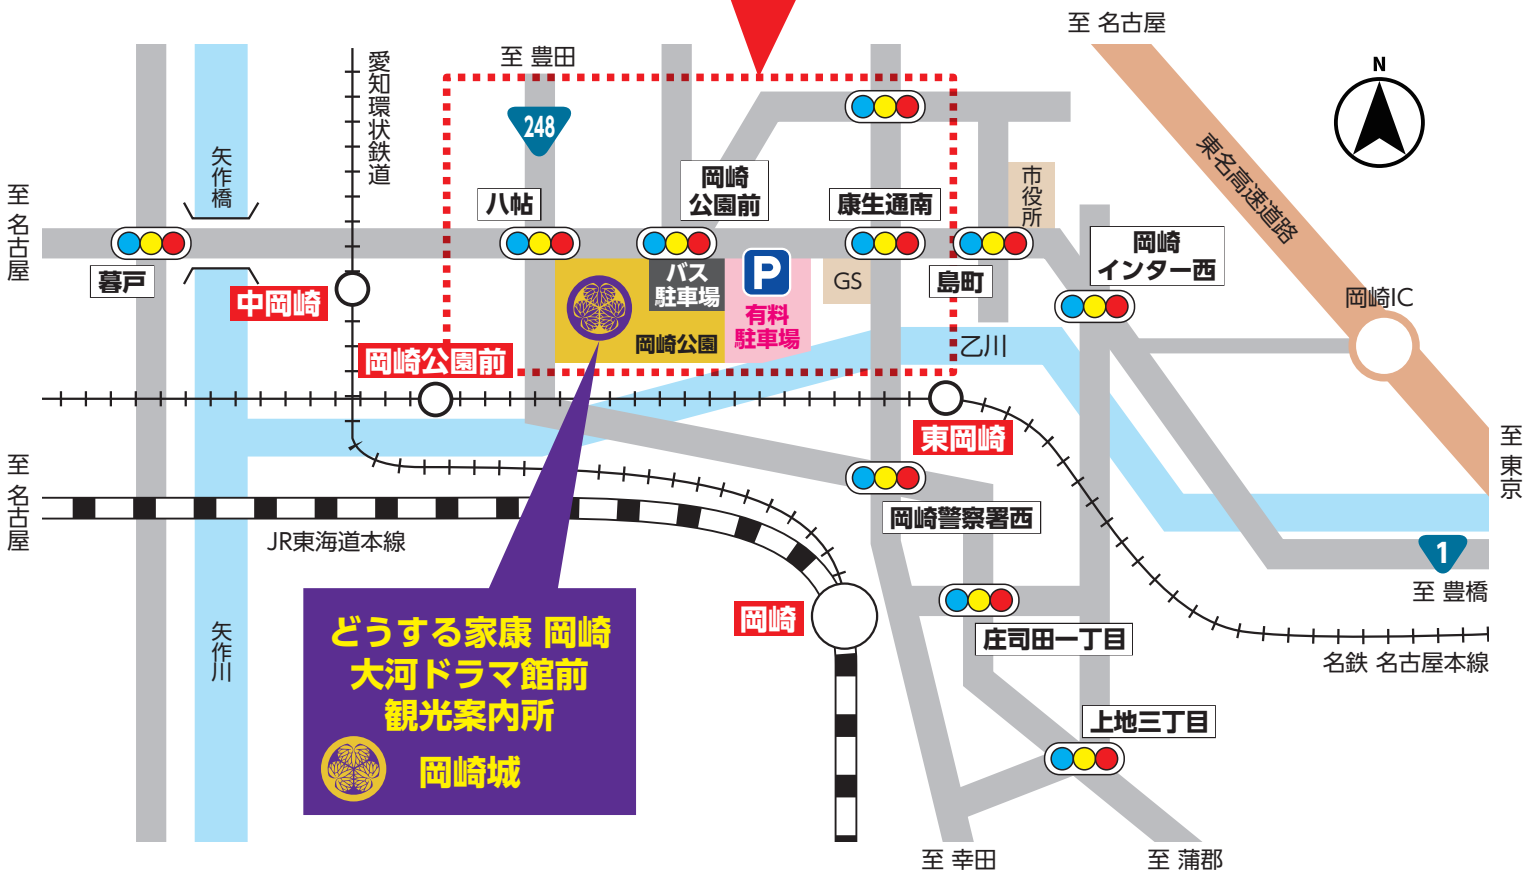 至 名古屋
N
至 豊田
愛知環状鉄道
248
東名高速道路
矢作橋
岡崎
公園前
市役所
至 名古屋
八帖
康生通南
岡崎
インター西
暮戸
中岡崎
バス
駐車場
P
GS
島町
岡崎IC
有料
駐車場
岡崎公園
乙川
岡崎公園前
東岡崎
至 東京
至 名古屋
岡崎警察署西
JR東海道本線
1
至 豊橋
岡崎
庄司田一丁目
名鉄 名古屋本線
矢作川
どうする家康 岡崎
大河ドラマ館前
観光案内所
岡崎城
上地三丁目
至 幸田
至 蒲郡